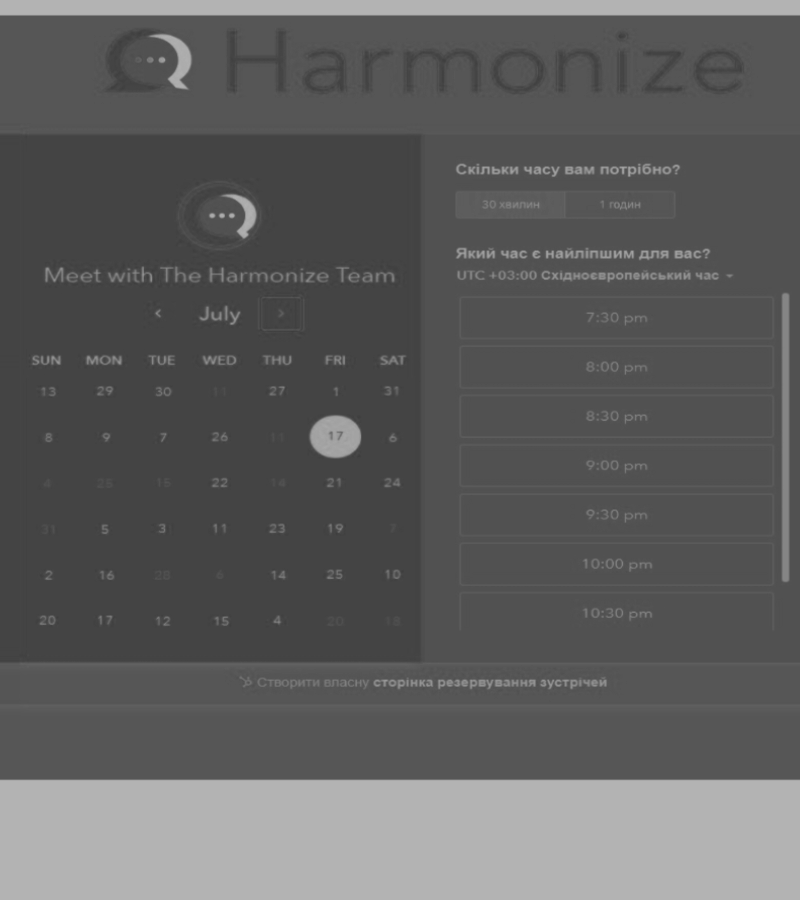 Harmonize
Meet with The Harmonize Team
July
SUN MON TUE WED THU FRI SAT
13 29 30 11 27 1 31
8 9 7 26 11 17 6
4 23 15 22 14 21 24
31 5 3 11 23 19 7
2 16 28 6 14 25 10
20 17 12 15 4 20 18
Скільки часу вам потрібно?
30 хвилин 1 годин
Який час є найліпшим для вас?
UTC +03:00 Східноєвропейський час
7:30 pm
8:00 pm
8:30 pm
9:00 pm
9:30 pm
10:00 pm
10:30 pm
Створити власну сторінка резервування зустрічей